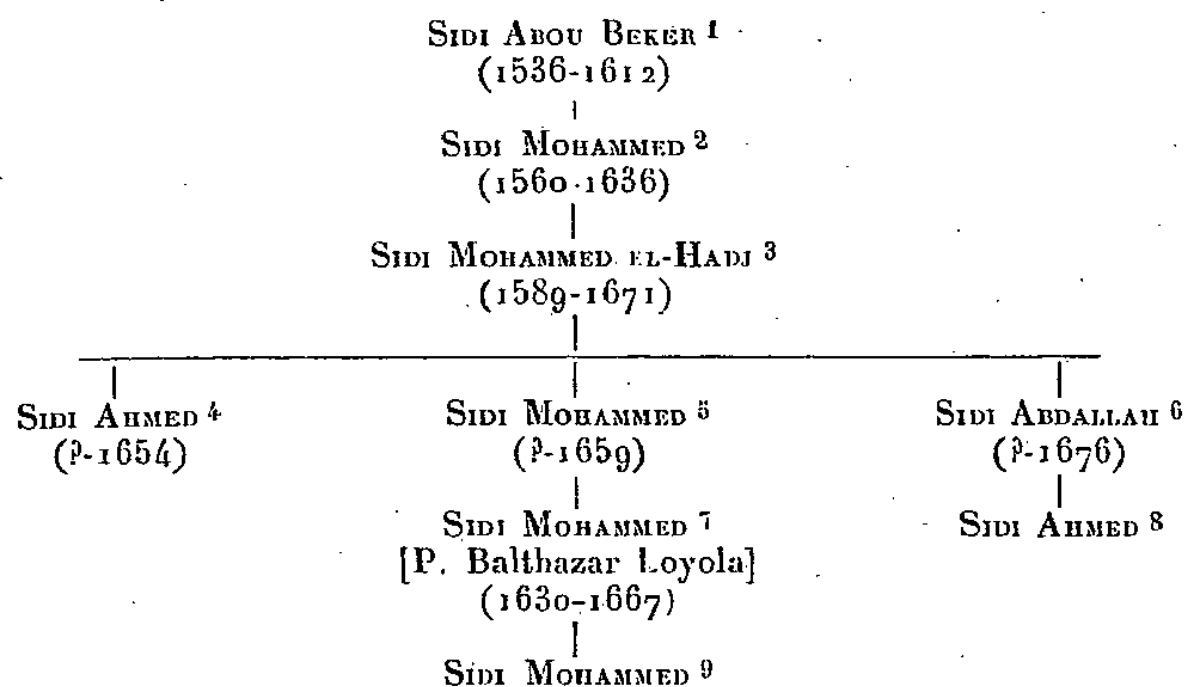 SIDI ABOU BEKER 1
(1536-1612)
SIDI MOHAMMED 2
(1560-1636)
SIDI MOHAMMED EL-HADJ 3
(1589-1671)
SIDI AHMED 4
(?-1654)
SIDI MOHAMMED 5
(?-1659)
SIDI ABDALLAH 6
(?-1676)
SIDI MOHAMMED 7
[P. Balthazar Loyola]
(1630-1667)
SIDI AHMED 8
SIDI MOHAMMED 9